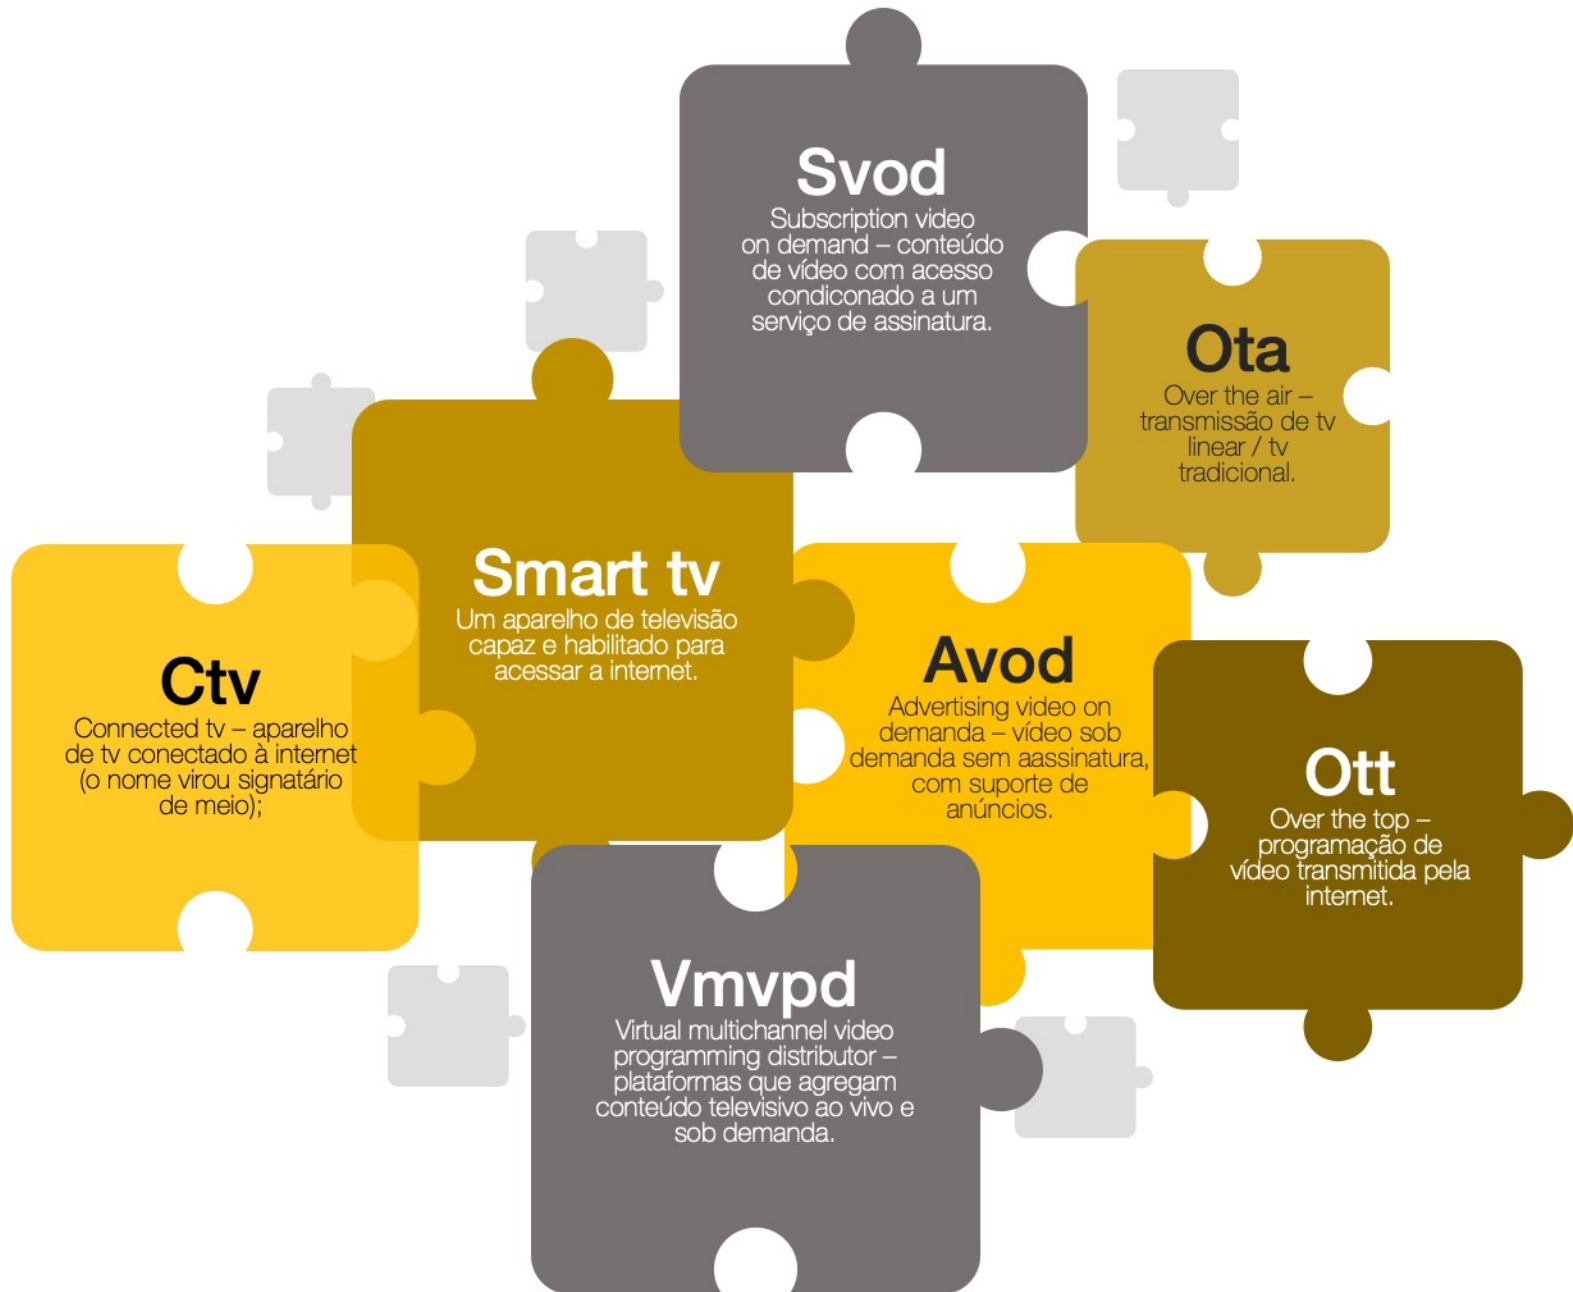 Svod
Subscription video
on demand – conteúdo
de vídeo com acesso
condiconado a um
serviço de assinatura.
Ota
Over the air –
transmissão de tv
linear / tv
tradicional.
Smart tv
Um aparelho de televisão
capaz e habilitado para
acessar a internet.
Ctv
Connected tv – aparelho
de tv conectado à internet
(o nome virou signatário
de meio);
Avod
Advertising video on
demanda – vídeo sob
demanda sem aassinatura,
com suporte de
anúncios.
Ott
Over the top –
programação de
vídeo transmitida pela
internet.
Vmvpd
Virtual multichannel video
programming distributor –
plataformas que agregam
conteúdo televisivo ao vivo e
sob demanda.